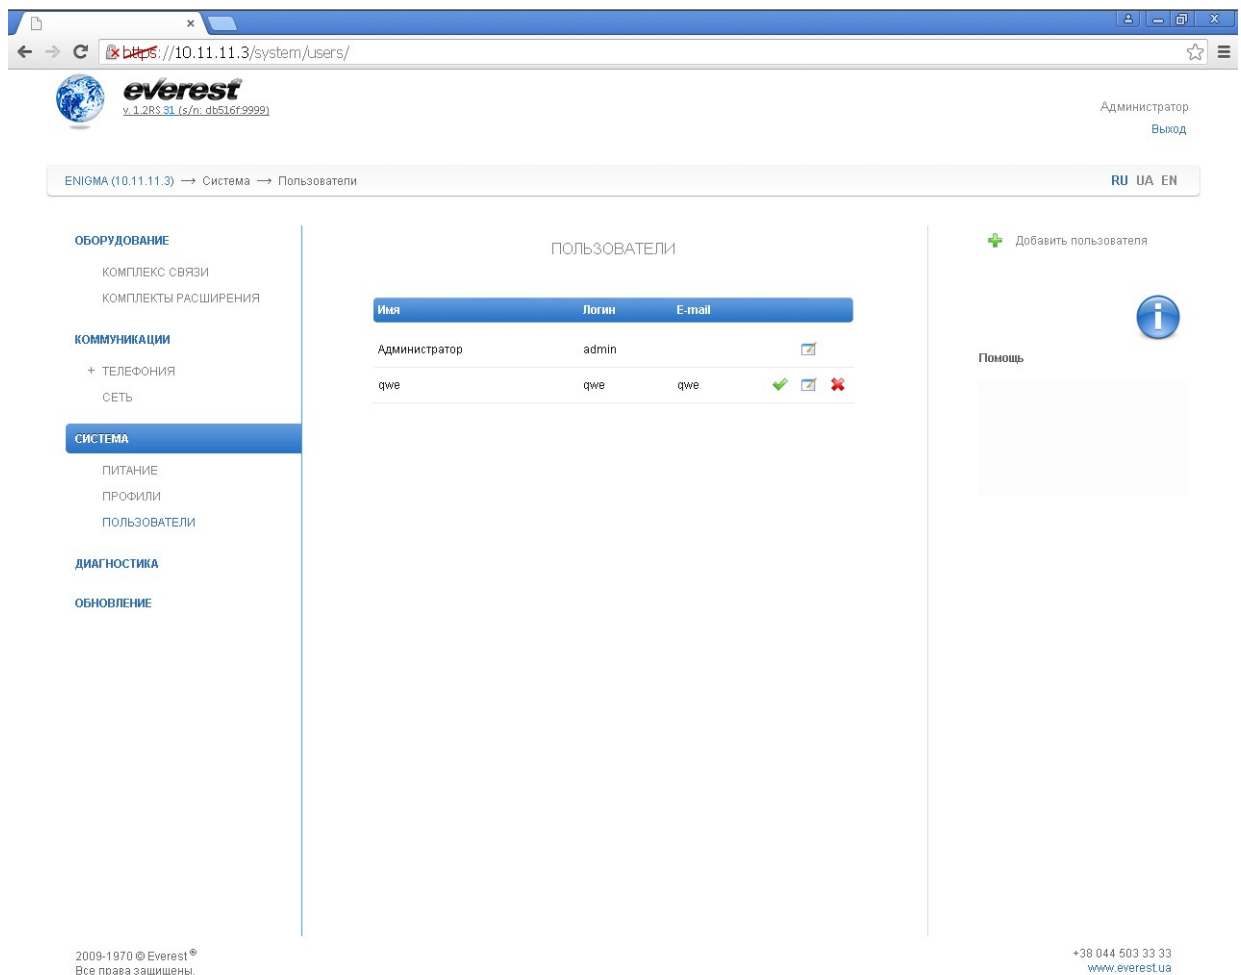 https://10.11.11.3/system/users/
everest
v. 1.2RS 31 (s/n: db516f:9999)
Администратор
Выход
ENIGMA (10.11.11.3) → Система → Пользователи
RU UA EN
ОБОРУДОВАНИЕ
КОМПЛЕКС СВЯЗИ
КОМПЛЕКТЫ РАСШИРЕНИЯ
КОММУНИКАЦИИ
+ ТЕЛЕФОНИЯ
СЕТЬ
СИСТЕМА
ПИТАНИЕ
ПРОФИЛИ
ПОЛЬЗОВАТЕЛИ
ДИАГНОСТИКА
ОБНОВЛЕНИЕ
ПОЛЬЗОВАТЕЛИ
Имя Логин E-mail
Администратор admin
qwe qwe qwe
Добавить пользователя
Помощь
2009-1970 © Everest ®
Все права защищены.
+38 044 503 33 33
www.everest.ua